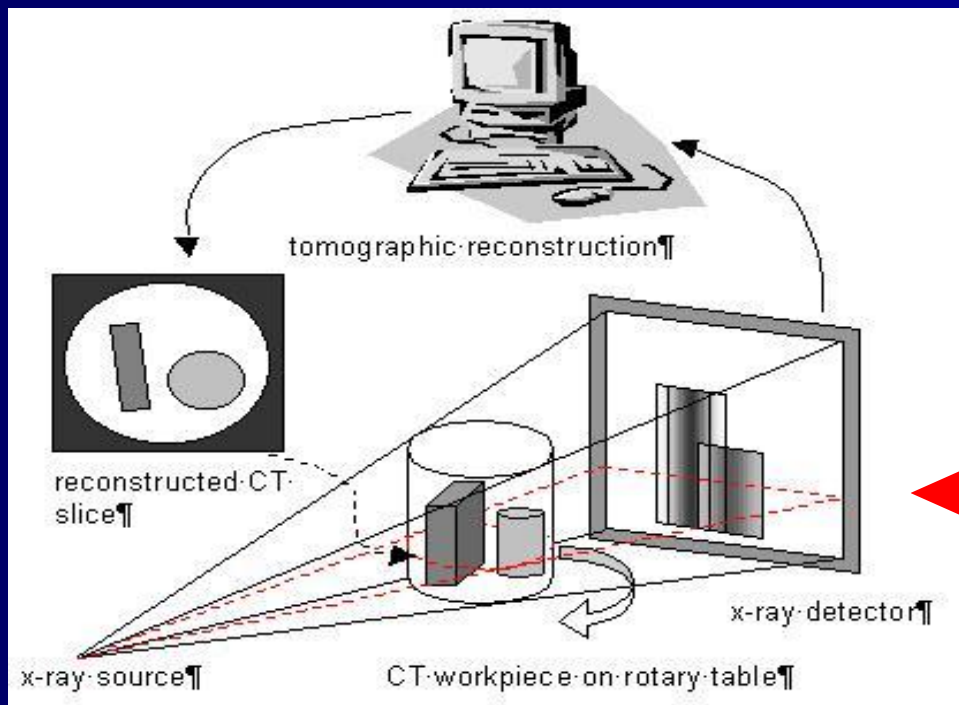 tomographic·reconstruction¶
reconstructed·CT·
slice¶
x-ray·detector¶
x-ray·source¶
CT·workpiece·on·rotary·table¶